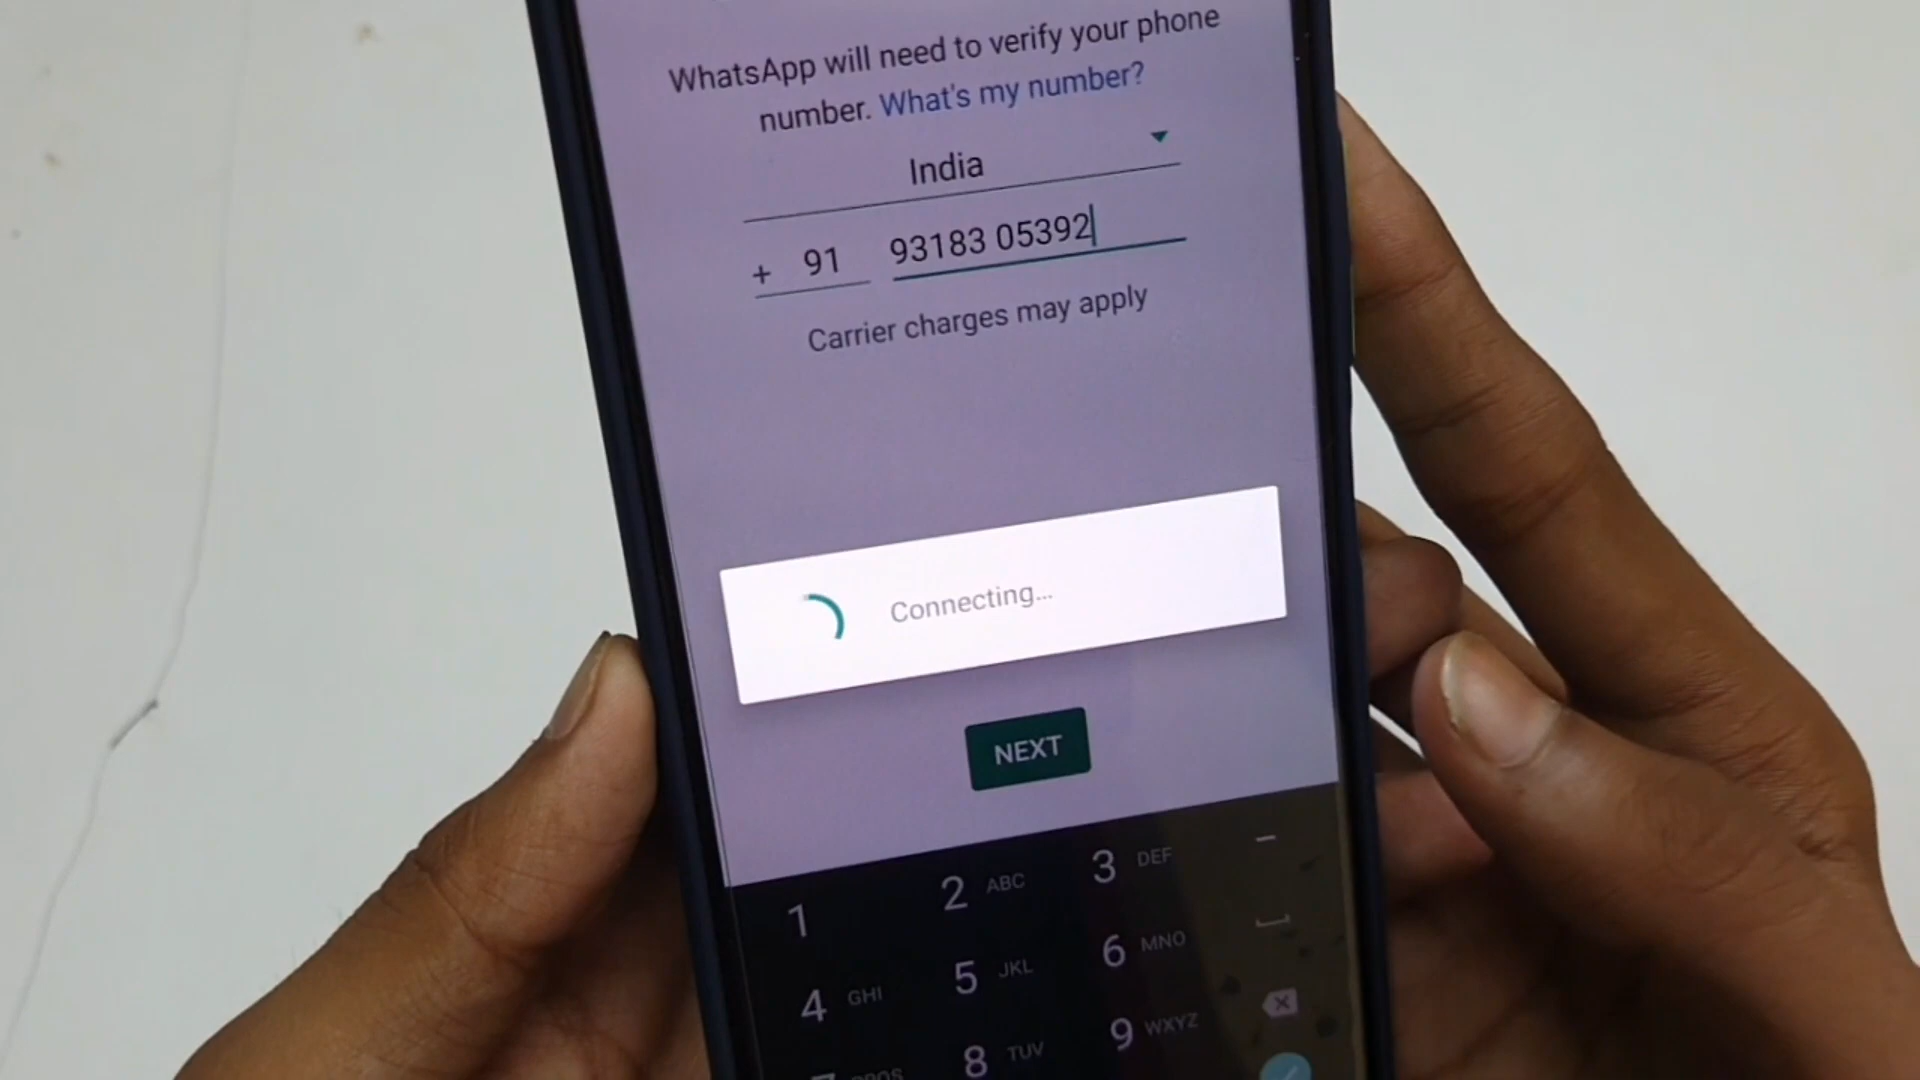 WhatsApp will need to verify your phone
number. What's my number?
India
+ 91 93183 05392
Carrier charges may apply
Connecting...
NEXT
1 2 ABC 3 DEF
4 GHI 5 JKL 6 MNO
8 TUV 9 WXYZ